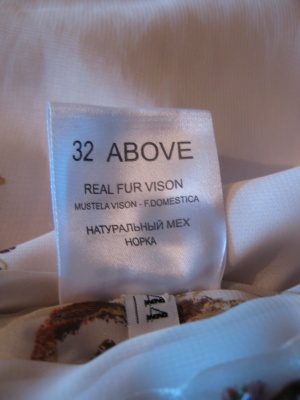 32 ABOVE
REAL FUR VISON
MUSTELA VISON - F.DOMESTICA
НАТУРАЛЬНЫЙ МЕХ
НОРКА
44